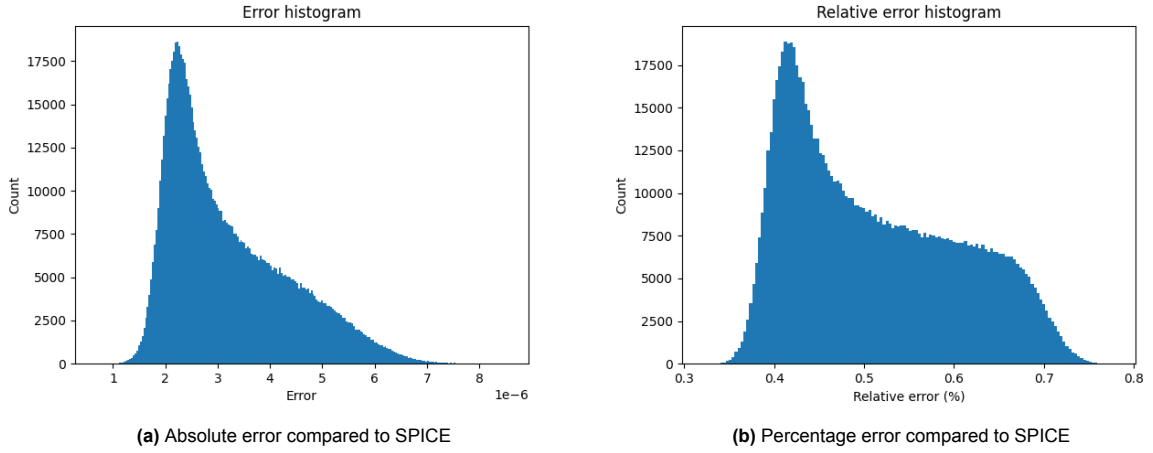 Error histogram
17500
15000
12500
10000
7500
5000
2500
0
Count
1 2 3 4 5 6 7 8
1e-6
Error
(a) Absolute error compared to SPICE
Relative error histogram
17500
15000
12500
10000
7500
5000
2500
0
Count
0.3 0.4 0.5 0.6 0.7 0.8
Relative error (%)
(b) Percentage error compared to SPICE